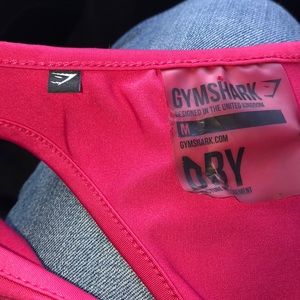 GYMSHARK
DESIGNED IN THE UNITED KINGDOM.
M
GYMSHARK.COM
DRY